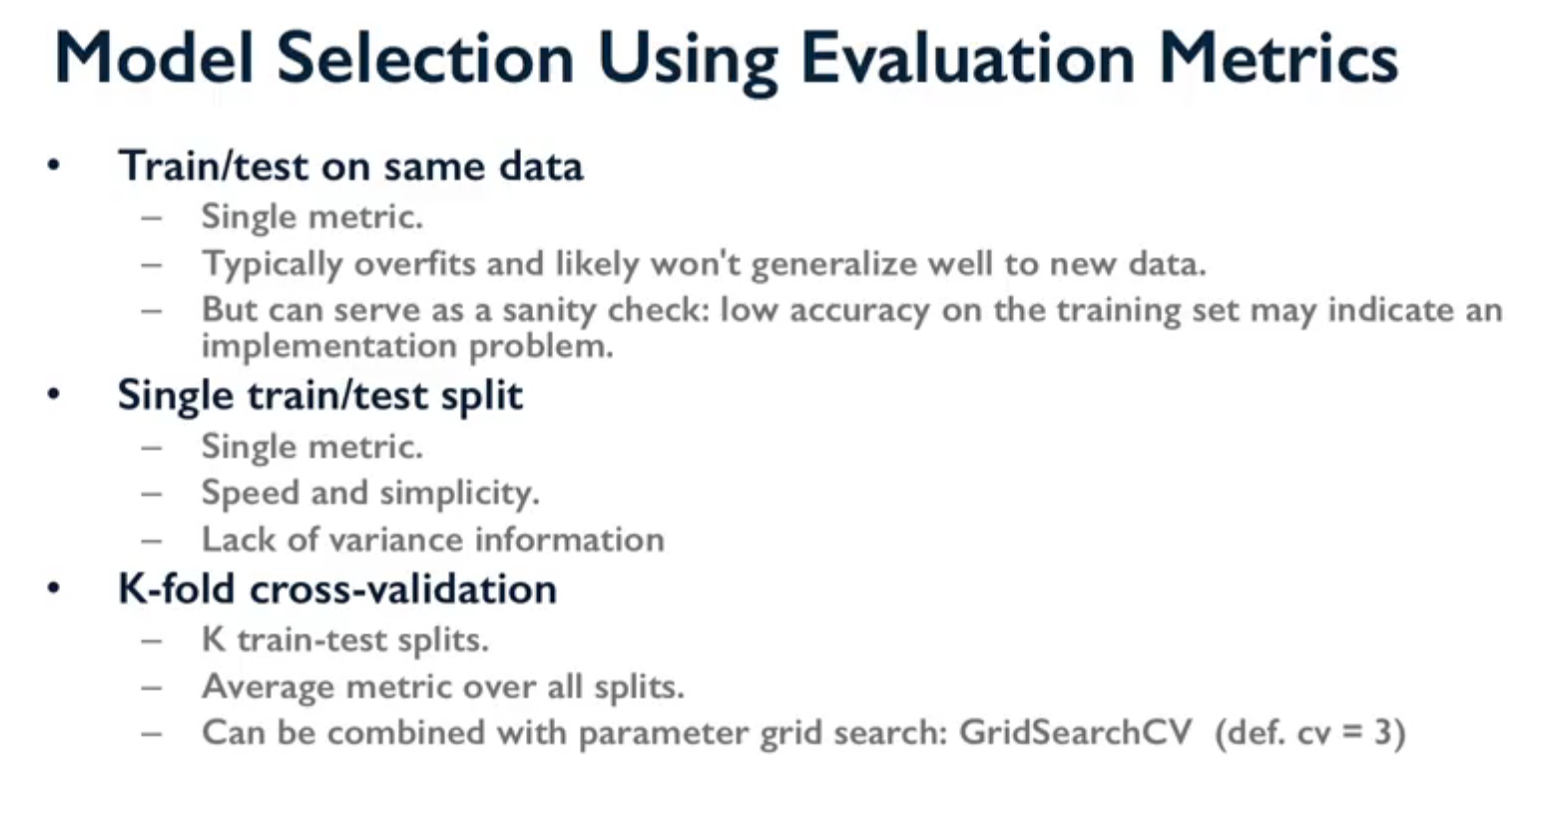 Model Selection Using Evaluation Metrics
• Train/test on same data
– Single metric.
– Typically overfits and likely won't generalize well to new data.
– But can serve as a sanity check: low accuracy on the training set may indicate an
implementation problem.
• Single train/test split
– Single metric.
– Speed and simplicity.
– Lack of variance information
• K-fold cross-validation
– K train-test splits.
– Average metric over all splits.
– Can be combined with parameter grid search: GridSearchCV (def. cv = 3)